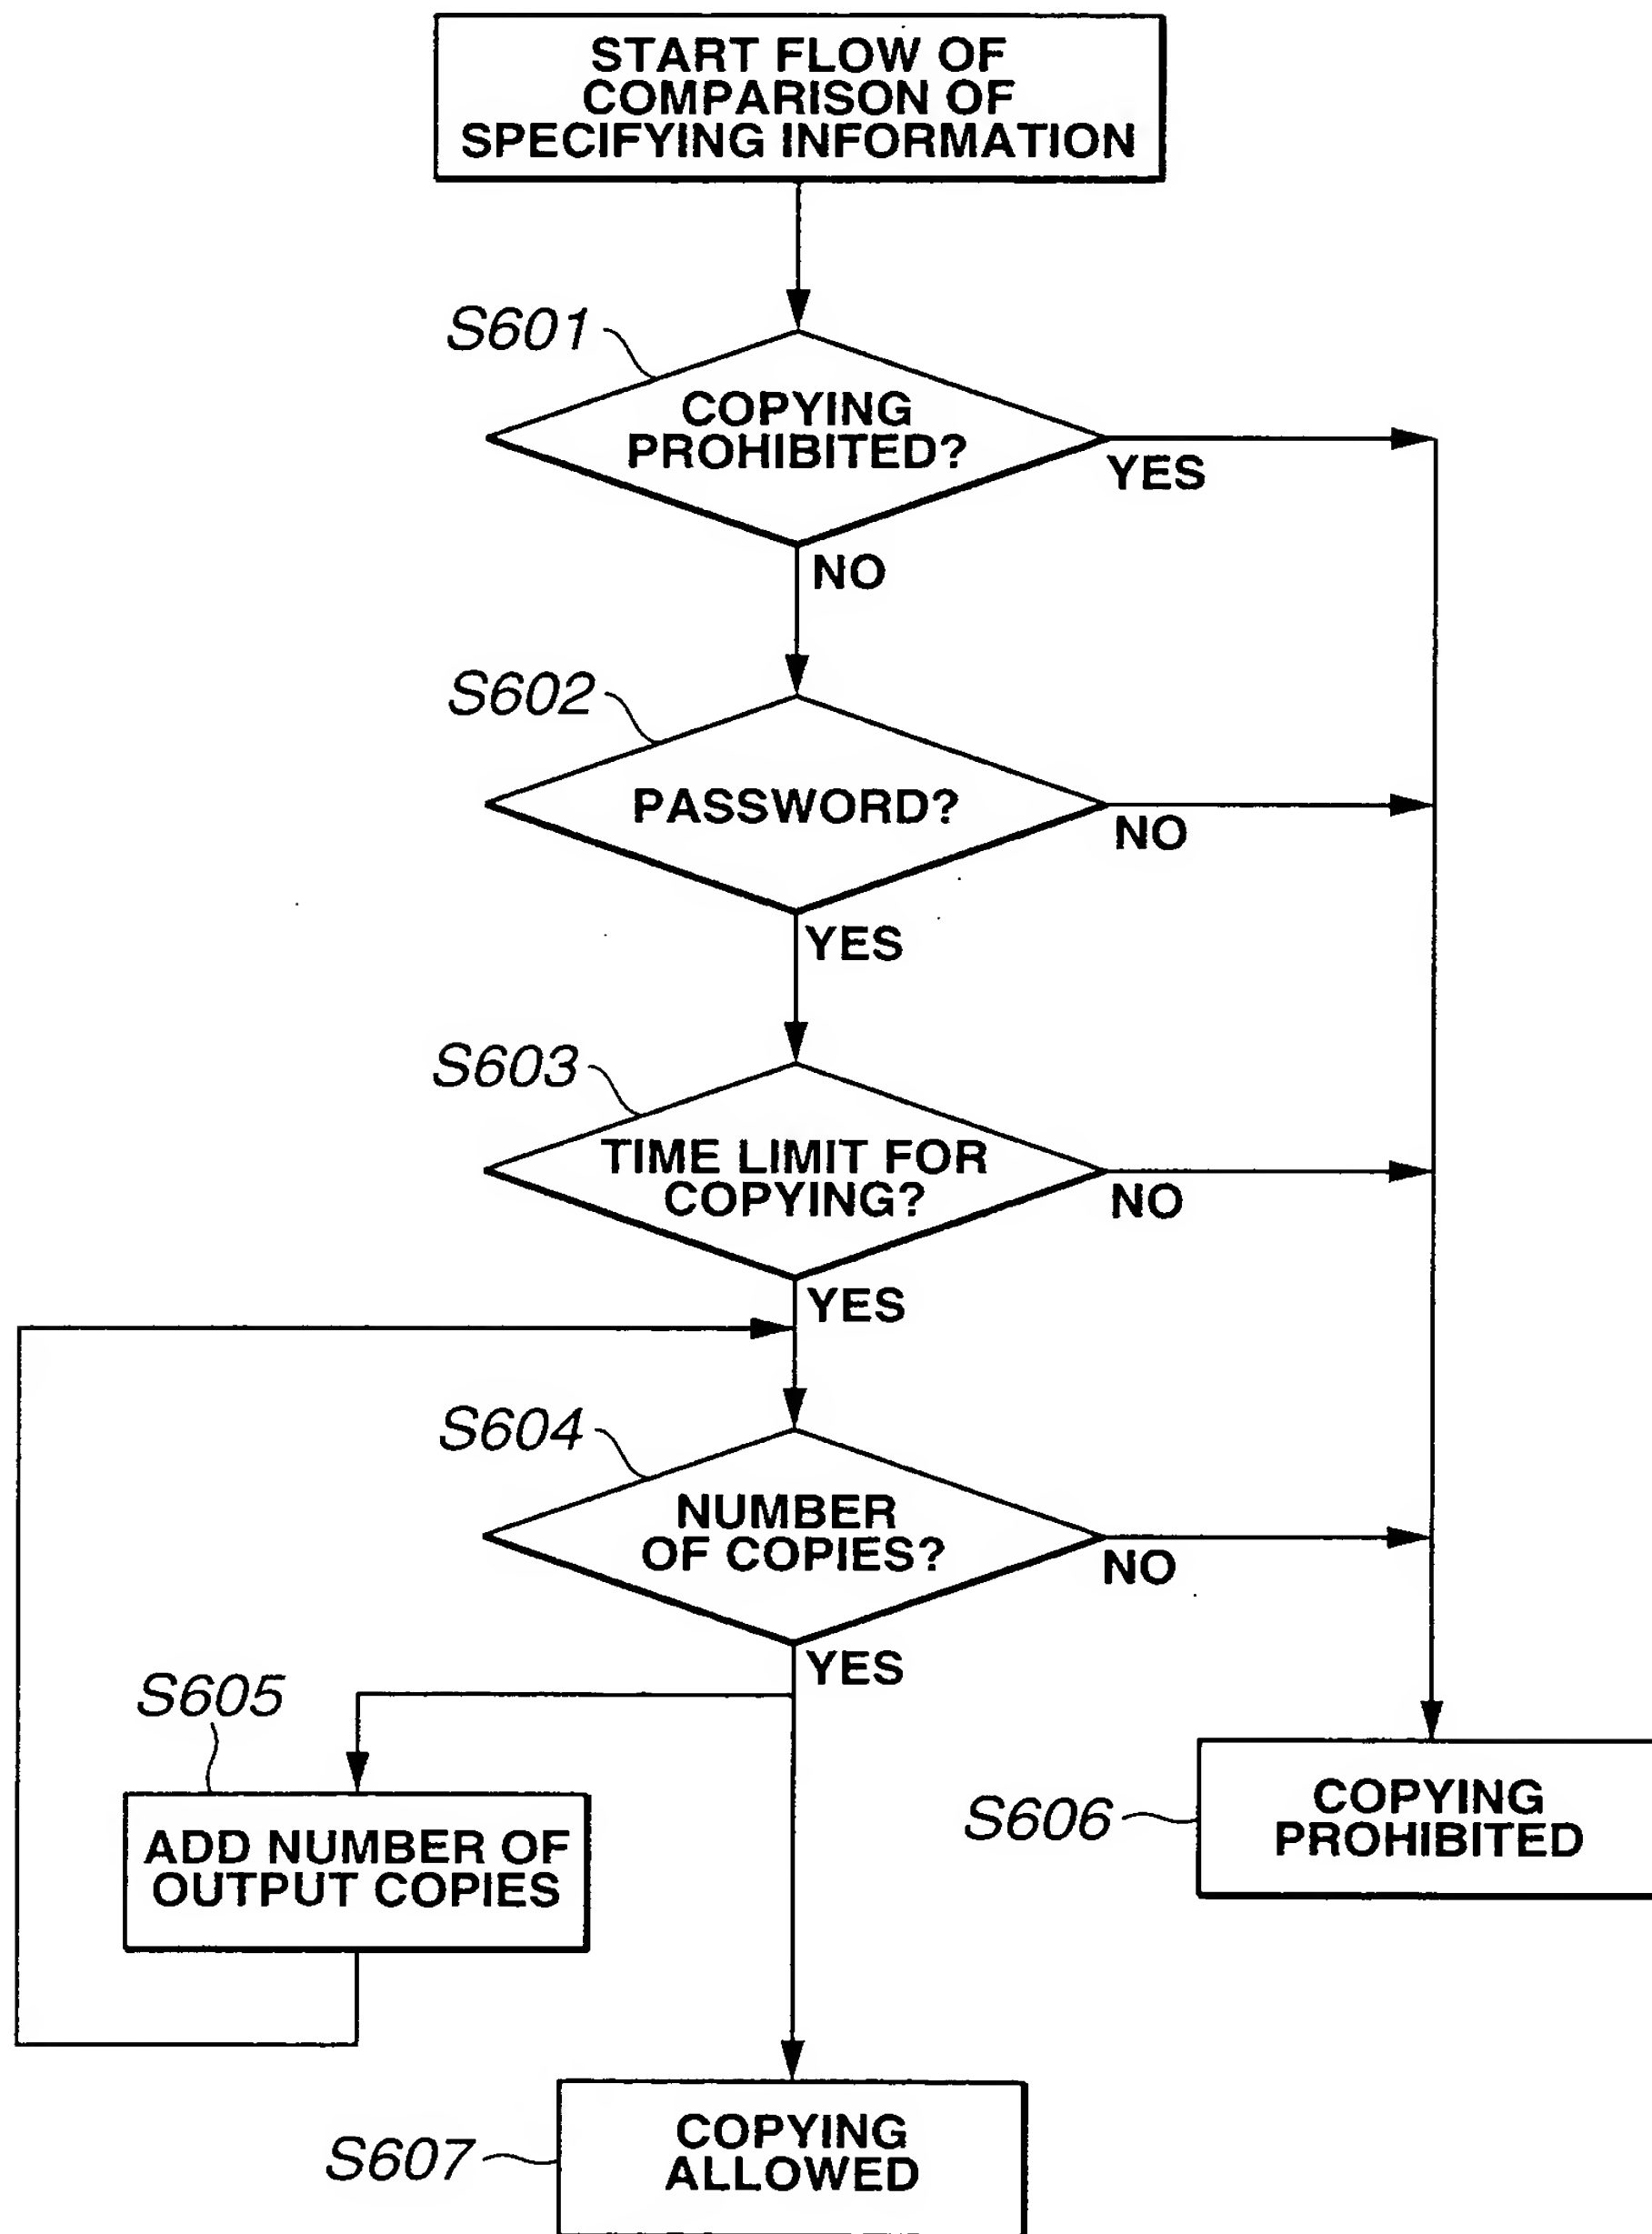 START FLOW OF
COMPARISON OF
SPECIFYING INFORMATION
S601
COPYING
PROHIBITED?
YES
NO
S602
PASSWORD?
NO
YES
S603
TIME LIMIT FOR
COPYING?
NO
YES
S604
NUMBER
OF COPIES?
NO
YES
S605
ADD NUMBER OF
OUTPUT COPIES
S606
COPYING
PROHIBITED
S607
COPYING
ALLOWED